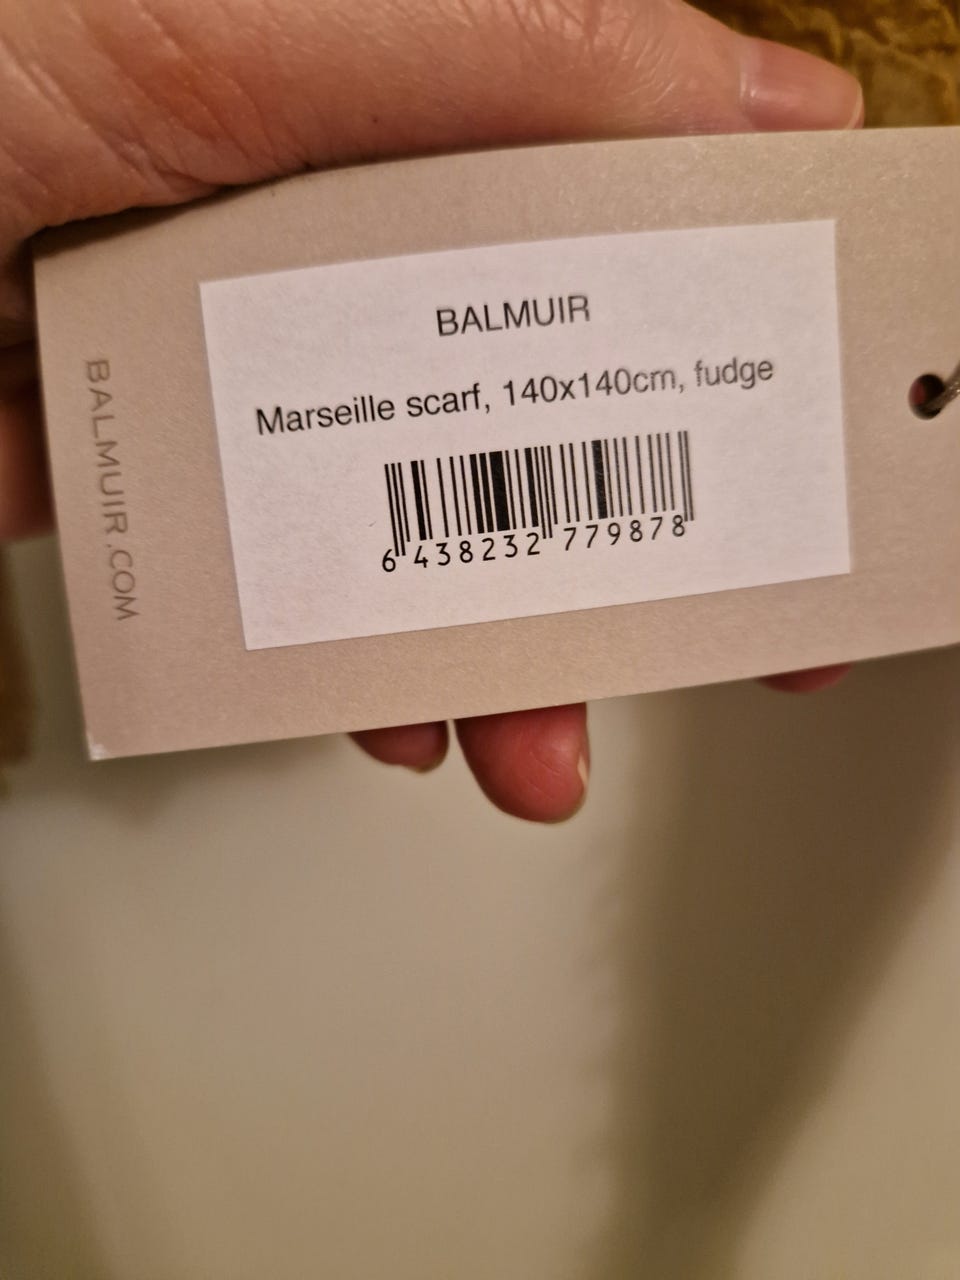 BALMUIR
Marseille scarf, 140x140cm, fudge
6 438232 779878
BALMUIR.COM